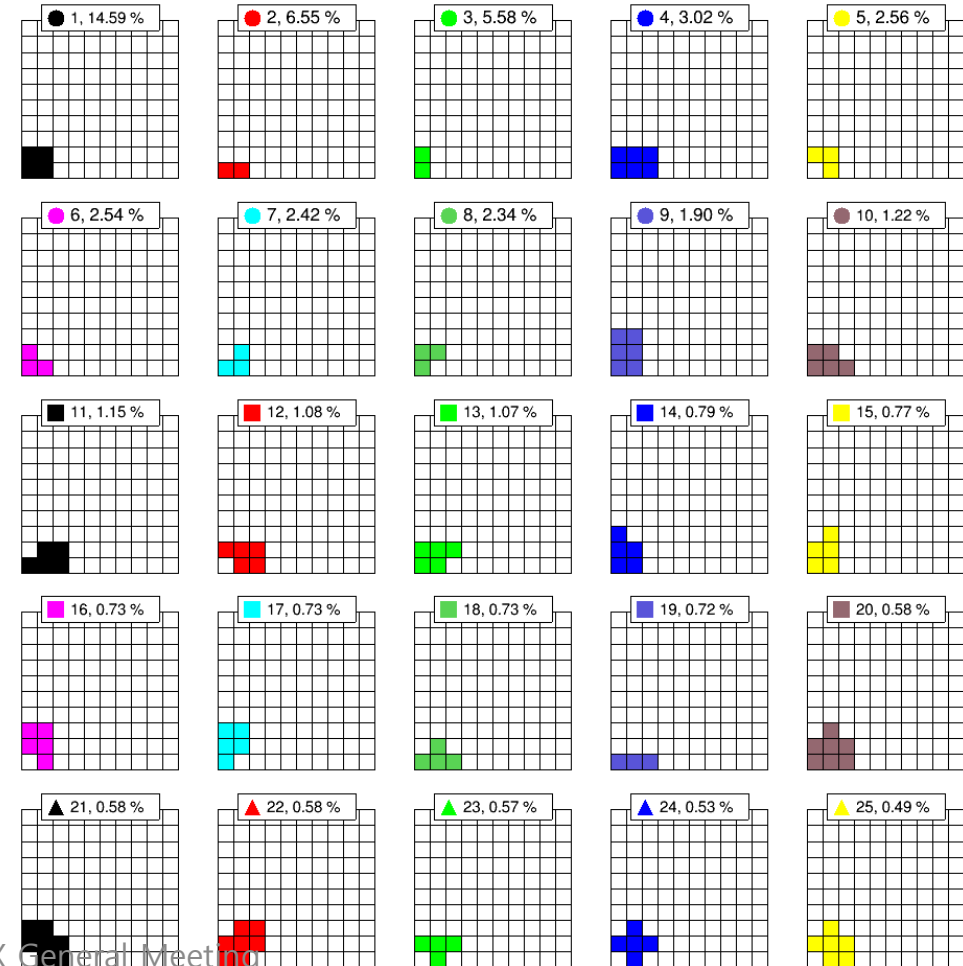 1, 14.59 %
2, 6.55 %
3, 5.58 %
4, 3.02 %
5, 2.56 %
6, 2.54 %
7, 2.42 %
8, 2.34 %
9, 1.90 %
10, 1.22 %
11, 1.15 %
12, 1.08 %
13, 1.07 %
14, 0.79 %
15, 0.77 %
16, 0.73 %
17, 0.73 %
18, 0.73 %
19, 0.72 %
20, 0.58 %
21, 0.58 %
22, 0.58 %
23, 0.57 %
24, 0.53 %
25, 0.49 %
X General Meeting